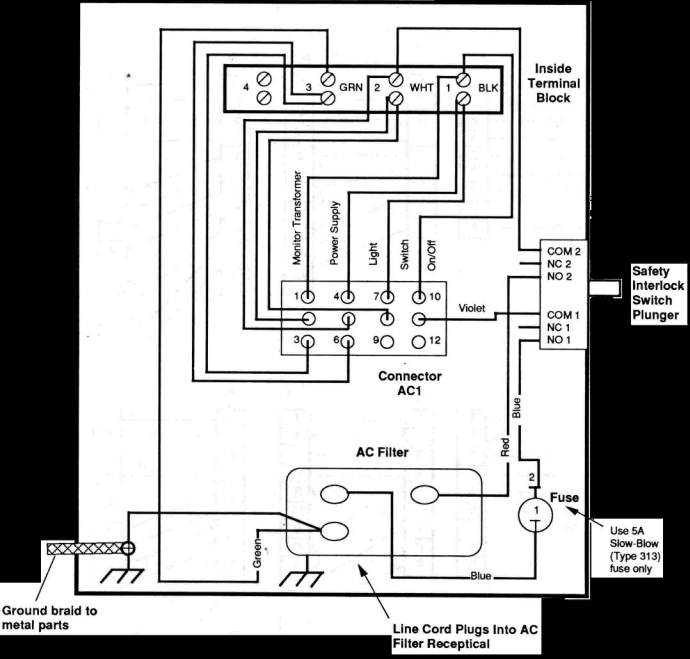 Inside
Terminal
Block
4
3
GRN
2
WHT
1
BLK
Monitor Transformer
Power Supply
Light
Switch
On/Off
COM 2
NC 2
NO 2
COM 1
NC 1
NO 1
Safety
Interlock
Switch
Plunger
1
4
7
10
Violet
3
6
9
12
Connector
AC1
Blue
Red
AC Filter
2
Fuse
1
Use 5A
Slow-Blow
(Type 313)
fuse only
Green
Blue
Ground braid to
metal parts
Line Cord Plugs Into AC
Filter Receptical